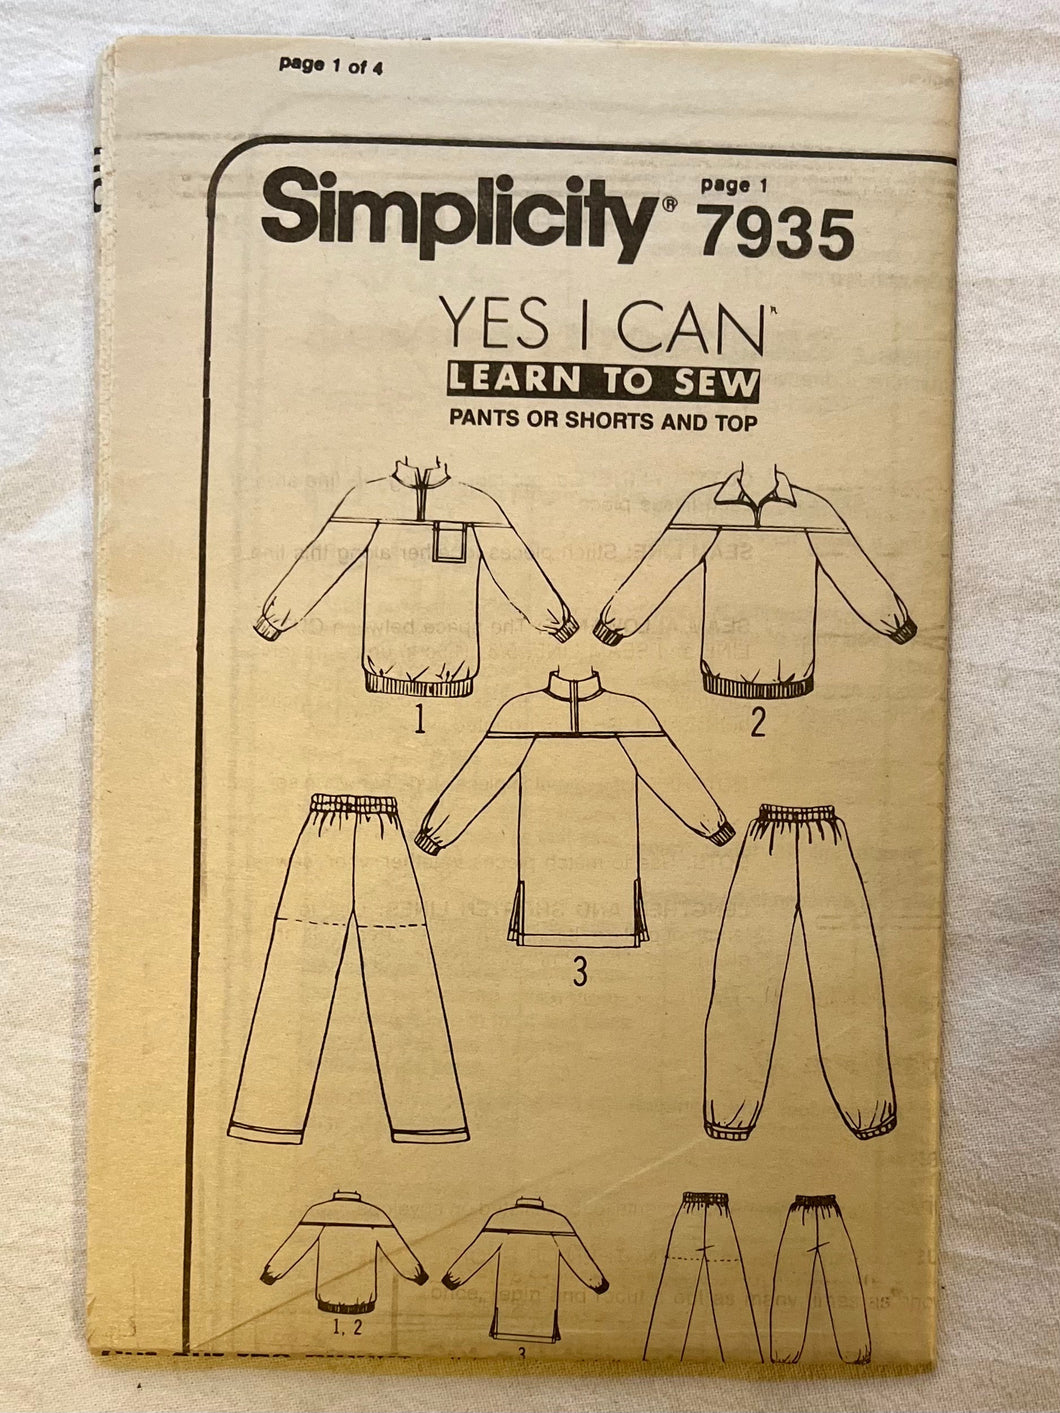 page 1 of 4
Simplicity® page 1
7935
YES I CAN
LEARN TO SEW
PANTS OR SHORTS AND TOP
1
2
3
1, 2
3